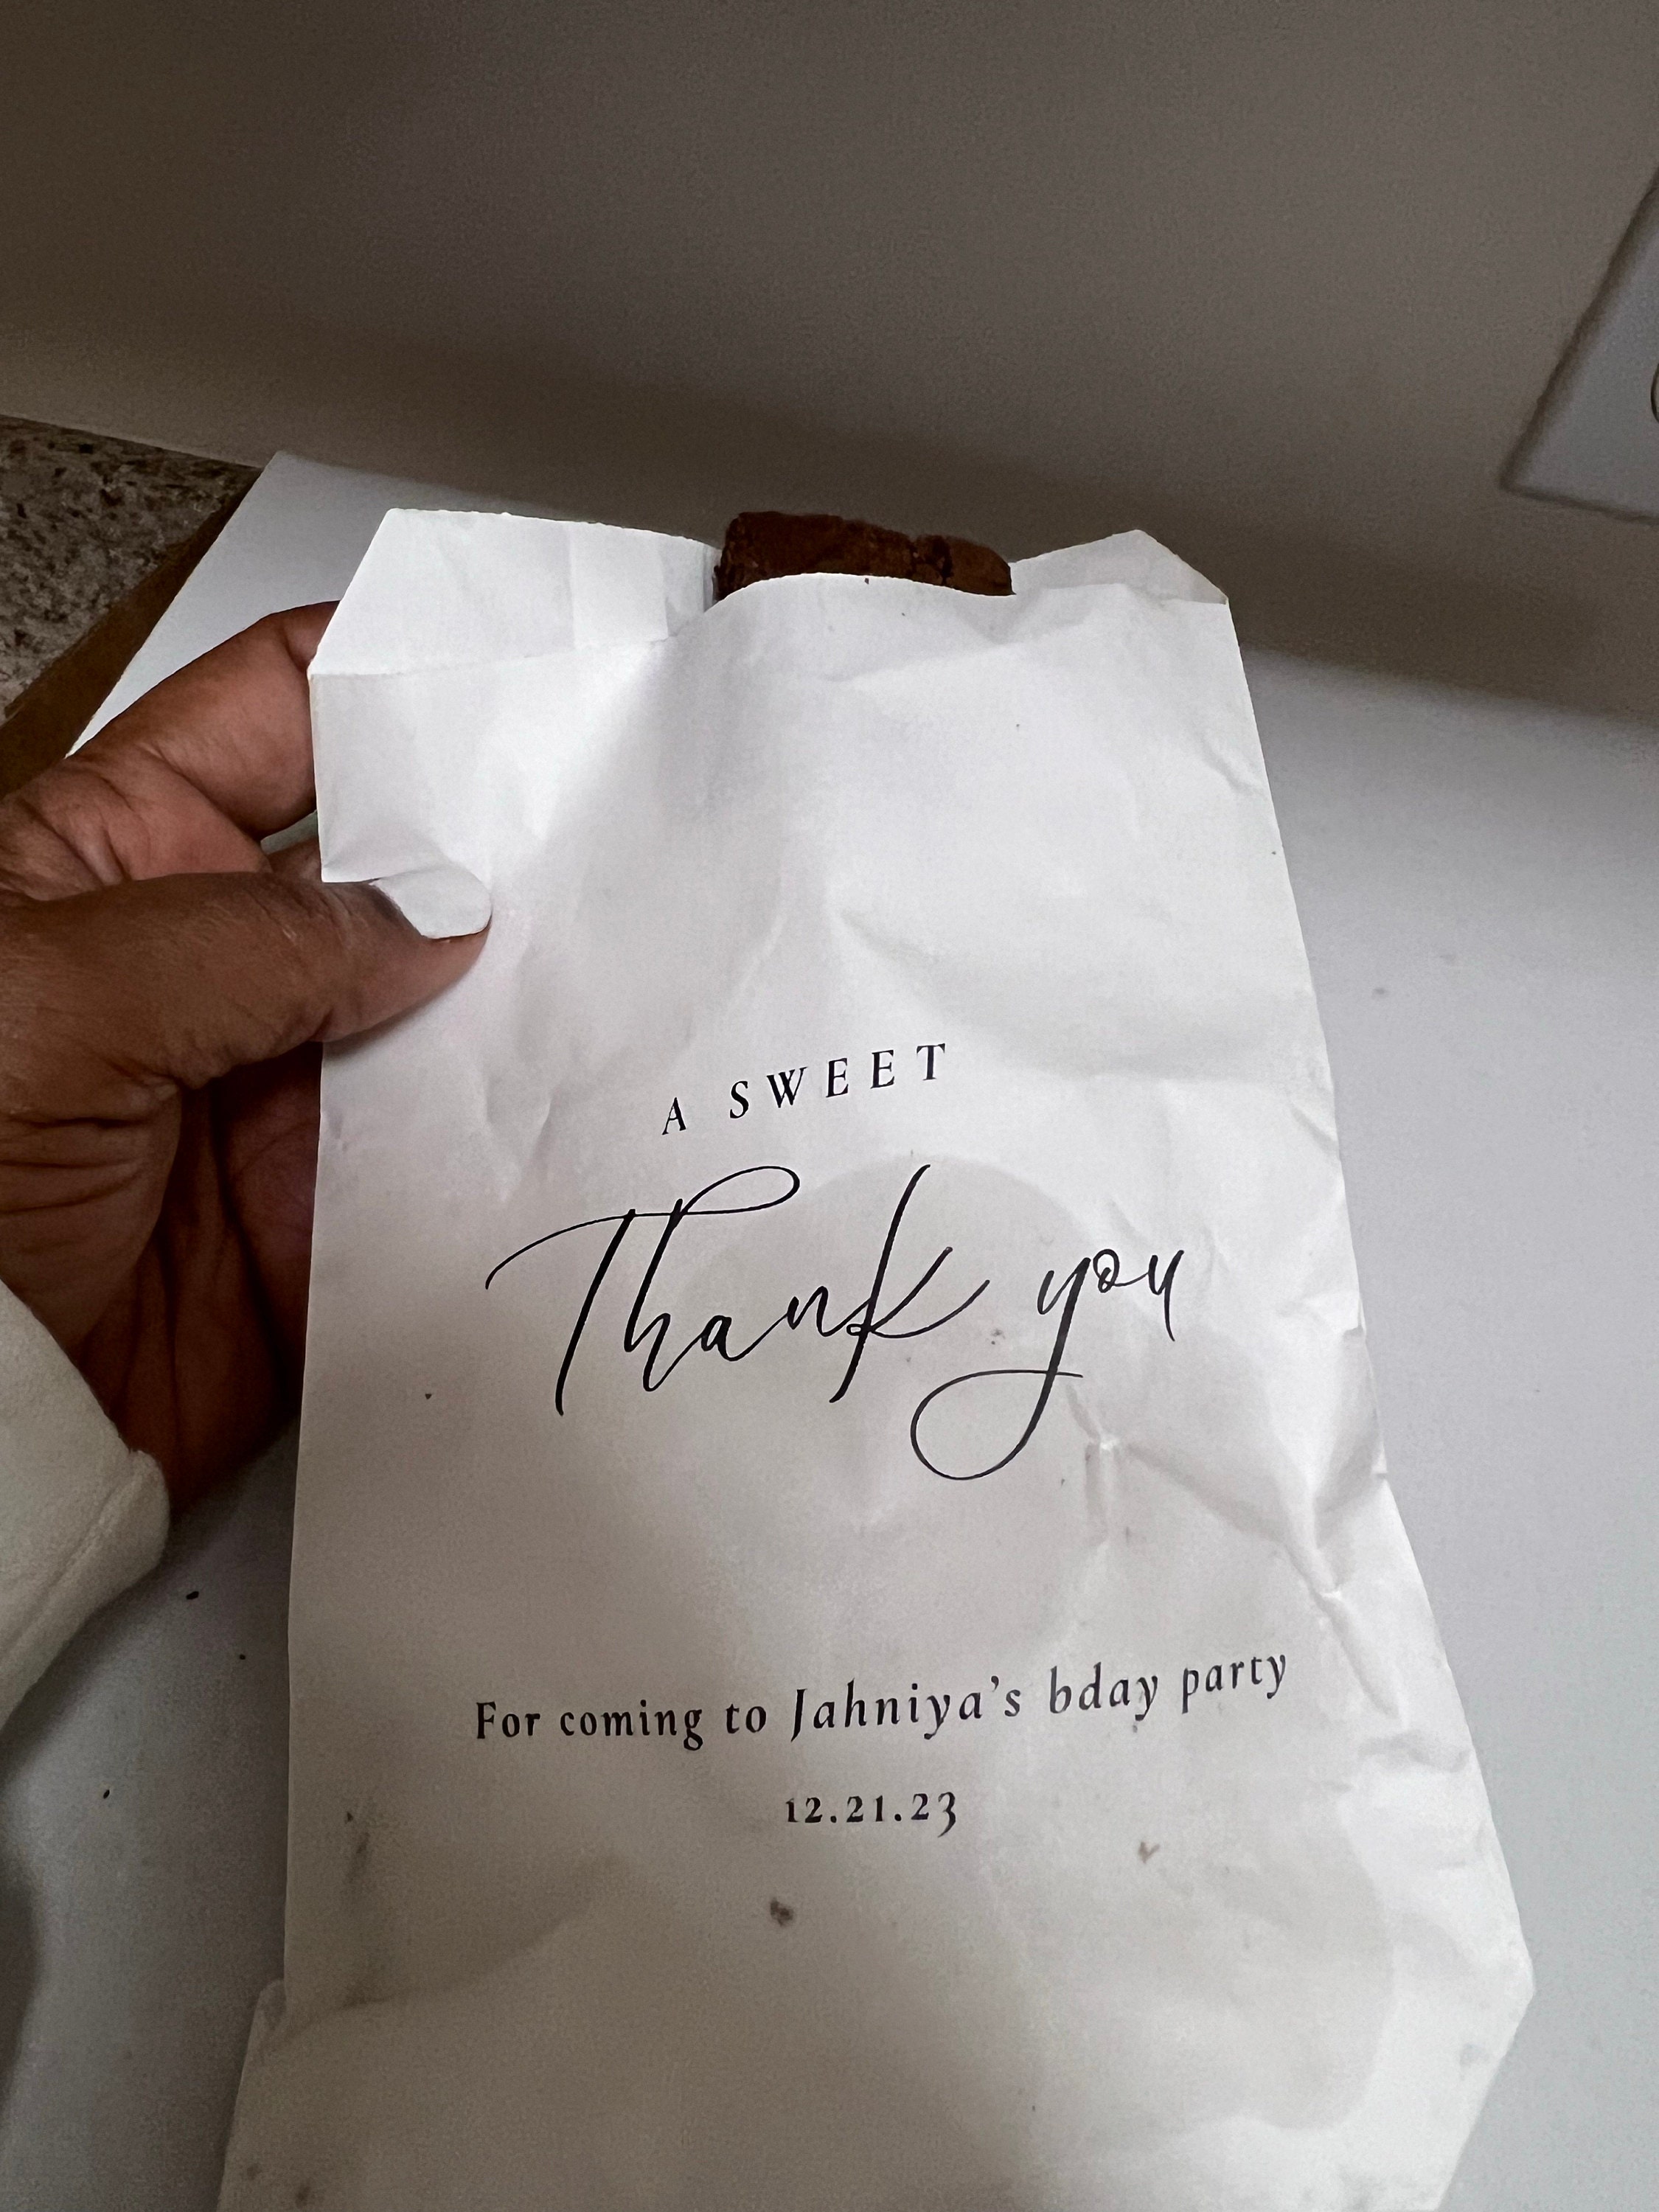 A SWEET
Thank you
For coming to Jahniya's bday party
12.21.23